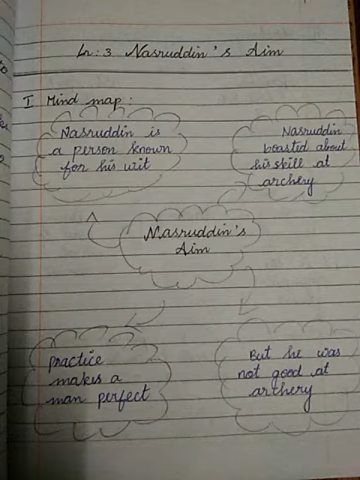 Lr: 3 Nasruddin's Aim
I Mind map:
Nasruddin is
a person known
for his wit
Nasruddin
boasted about
his skill at
archery
Nasruddin's
Aim
practice
makes a
man perfect
But he was
not good at
archery